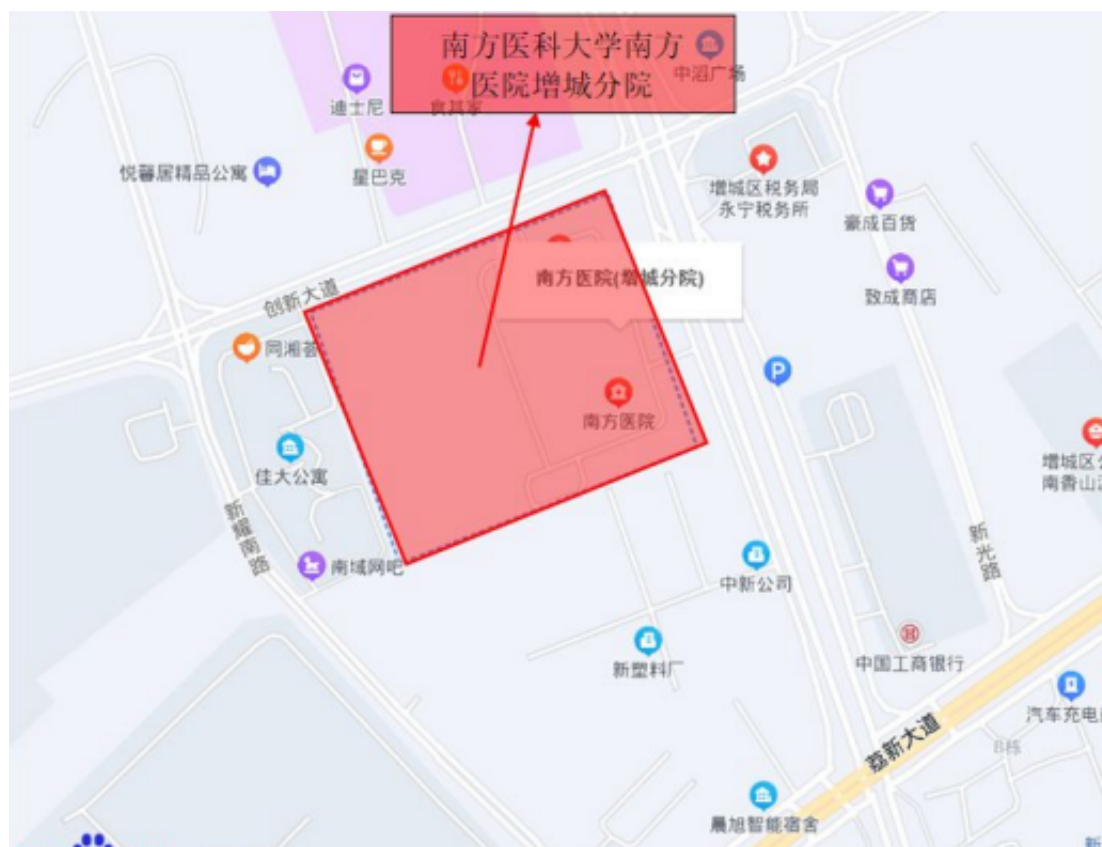 南方医科大学南方
医院增城分院
中滔广场
迪士尼
食其家
星巴克
悦馨居精品公寓
增城区税务局
永宁税务所
豪成百货
致成商店
南方医院(增城分院)
创新大道
同湘荟
P
南方医院
佳大公寓
增城区公
南香山派
新耀南路
南域网吧
中新公司
新光路
新塑料厂
中国工商银行
汽车充电
荔新大道
B栋
晨旭智能宿舍
新